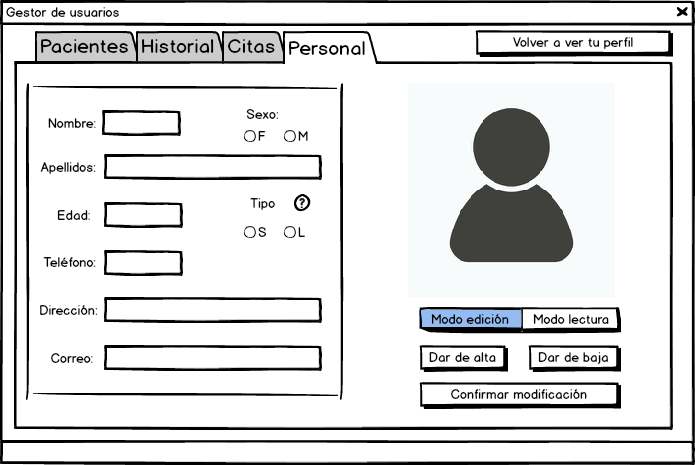 Gestor de usuarios
Pacientes Historial Citas Personal
Volver a ver tu perfil
Nombre:
Sexo:
F M
Apellidos:
Edad:
Tipo ?
S L
Teléfono:
Dirección:
Correo:
Modo edición Modo lectura
Dar de alta Dar de baja
Confirmar modificación